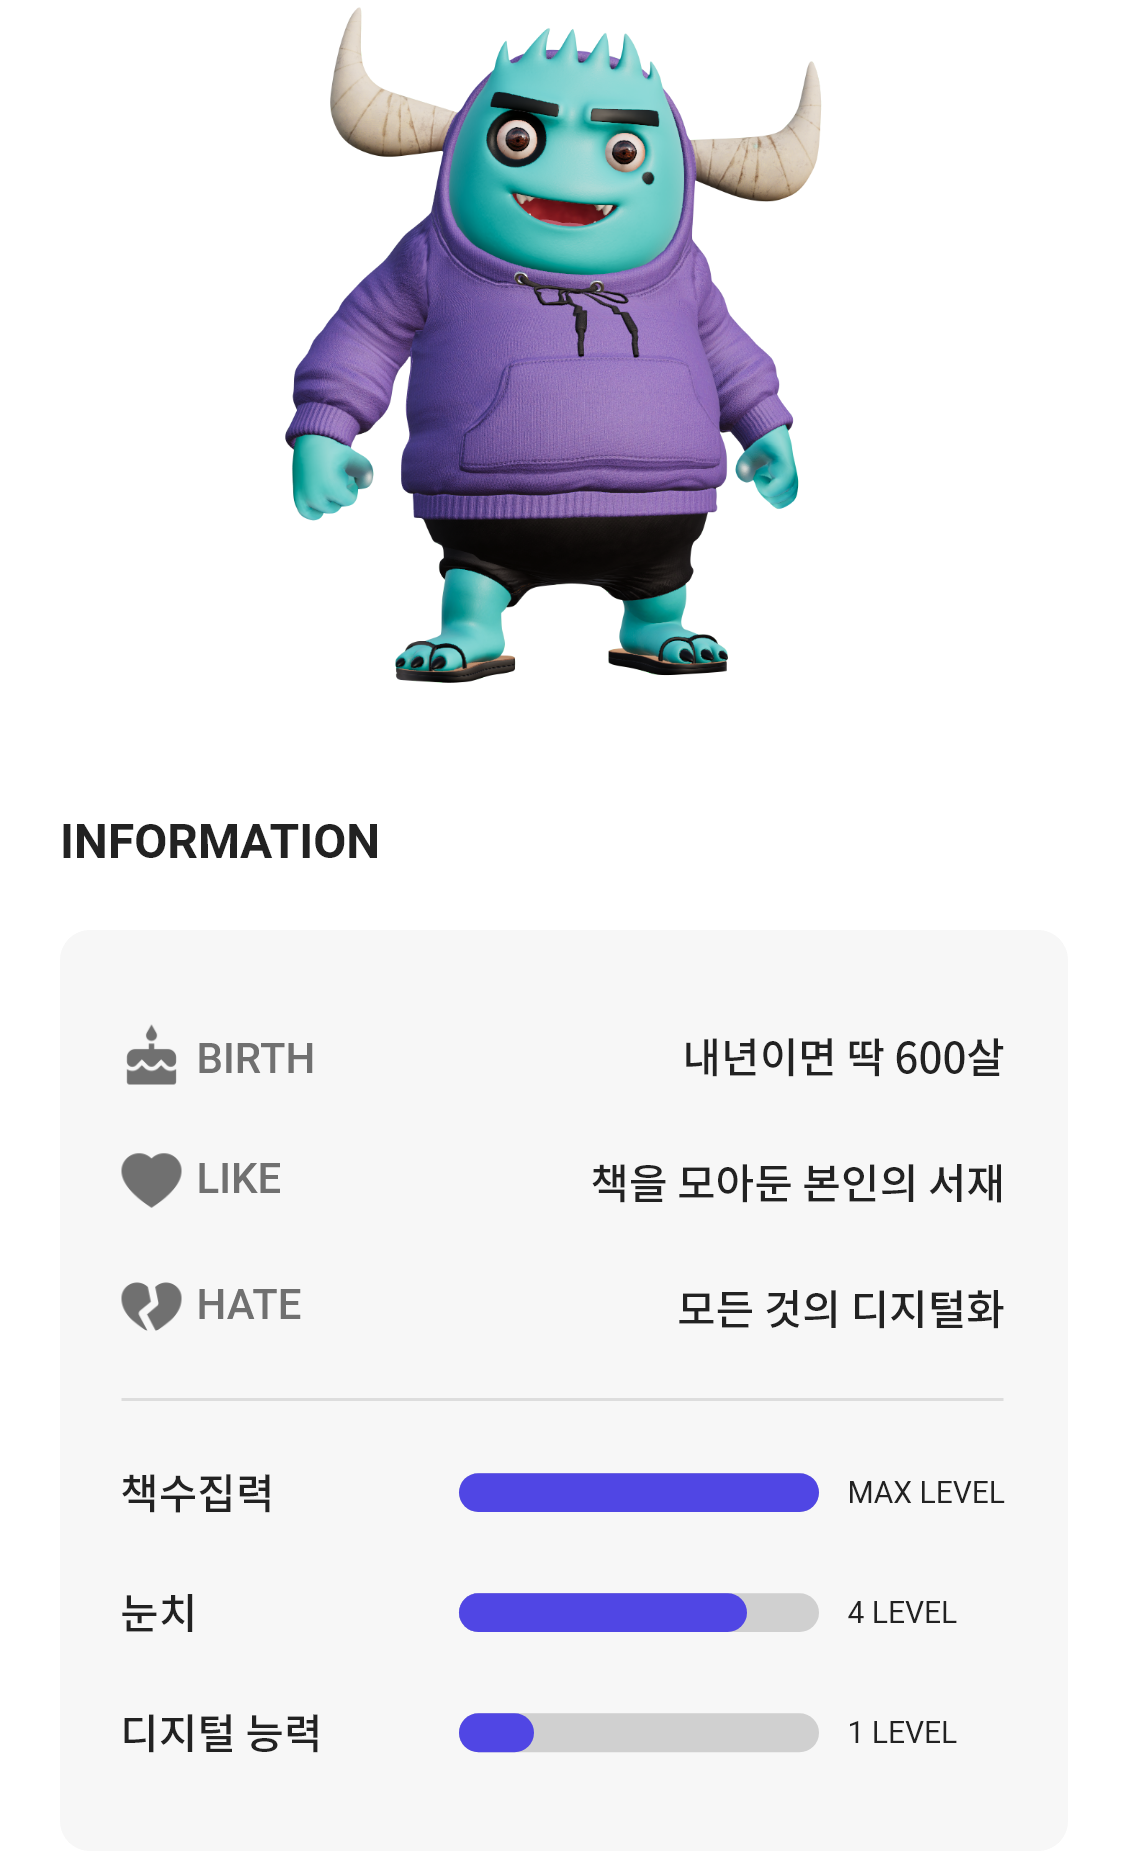 INFORMATION
BIRTH 내년이면 딱 600살
LIKE 책을 모아둔 본인의 서재
HATE 모든 것의 디지털화
책수집력 MAX LEVEL
눈치 4 LEVEL
디지털 능력 1 LEVEL